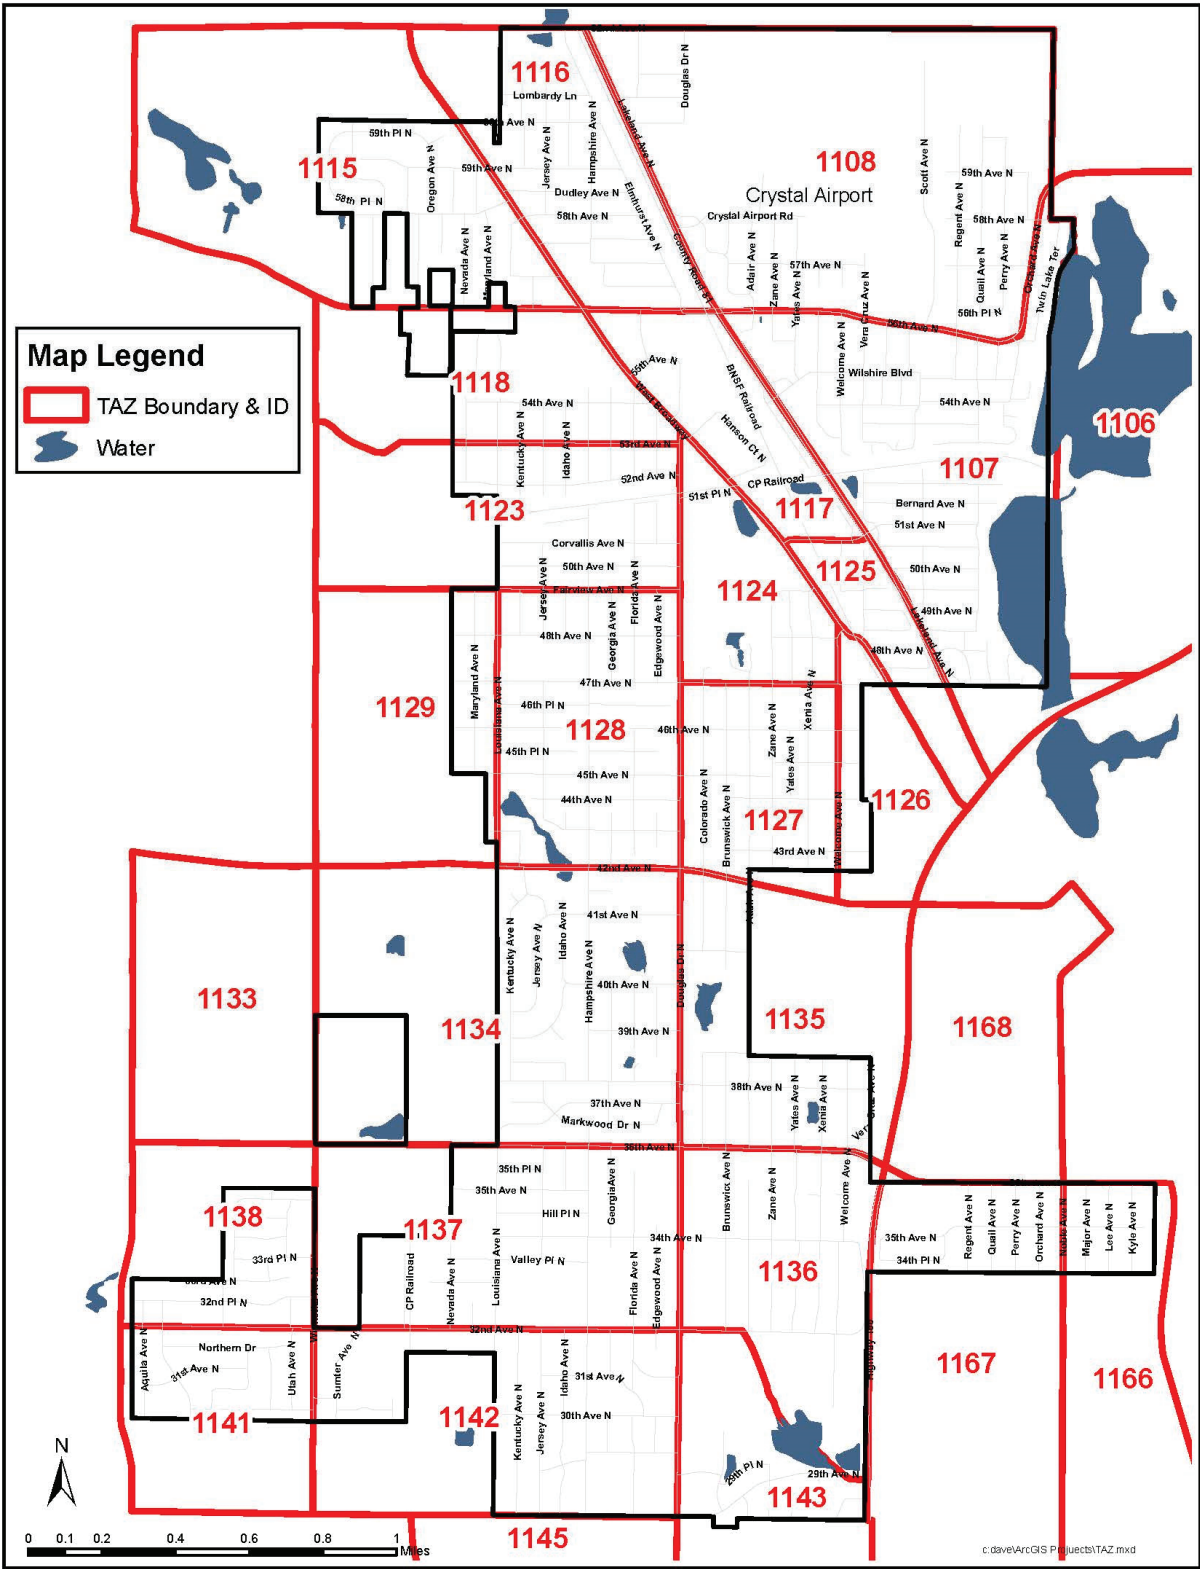 1116
Lombardy Ln
Douglas Dr N
Lakeland Ave N
59th Pl N
Jersey Ave N
Hampshire Ave N
1115
1108
Oregon Ave N
59th Ave N
Scott Ave N
59th Ave N
Dudley Ave N
Elmhurst Ave N
Crystal Airport
58th Pl N
58th Ave N
Crystal Airport Rd
Regent Ave N
58th Ave N
Nevada Ave N
Maryland Ave N
County Road 81
Adair Ave N
Zane Ave N
Yates Ave N
57th Ave N
Vera Cruz Ave N
Quail Ave N
Perry Ave N
Orchard Ave N
Twin Lake Ter
56th Pl N
56th Ave N
Map Legend
TAZ Boundary & ID
Water
1118
55th Ave N
West Broadway
BNSF Railroad
Welcome Ave N
Wilshire Blvd
54th Ave N
54th Ave N
1106
Kentucky Ave N
Idaho Ave N
53rd Ave N
Hanson Ct N
52nd Ave N
CP Railroad
1107
51st Pl N
1117
1123
Bernard Ave N
51st Ave N
Corvallis Ave N
50th Ave N
Jersey Ave N
Florida Ave N
Fairview Ave N
1124
1125
50th Ave N
Georgia Ave N
Edgewood Ave N
49th Ave N
Lakeland Ave N
48th Ave N
48th Ave N
Maryland Ave N
47th Ave N
Xenia Ave N
1129
Louisiana Ave N
46th Pl N
1128
46th Ave N
Zane Ave N
45th Pl N
Yates Ave N
45th Ave N
44th Ave N
Colorado Ave N
Brunswick Ave N
1127
1126
Welcome Ave N
43rd Ave N
42nd Ave N
Adair Ave N
41st Ave N
Kentucky Ave N
Jersey Ave N
Idaho Ave N
Hampshire Ave N
Douglas Dr N
40th Ave N
1133
1134
39th Ave N
1135
1168
38th Ave N
Yates Ave N
Xenia Ave N
37th Ave N
Markwood Dr N
36th Ave N
35th Pl N
35th Ave N
Georgia Ave N
Brunswick Ave N
Zane Ave N
Welcome Ave N
1138
1137
Hill Pl N
Regent Ave N
Quail Ave N
Perry Ave N
Orchard Ave N
Noble Ave N
Major Ave N
Lee Ave N
Kyle Ave N
33rd Pl N
Valley Pl N
34th Ave N
35th Ave N
34th Pl N
CP Railroad
Nevada Ave N
Louisiana Ave N
Florida Ave N
Edgewood Ave N
1136
32nd Pl N
32nd Ave N
Aquila Ave N
Northern Dr
31st Ave N
Utah Ave N
Sumter Ave N
Idaho Ave N
31st Ave N
1167
1166
1141
1142
Kentucky Ave N
Jersey Ave N
30th Ave N
29th Pl N
29th Ave N
1143
N
1145
0 0.1 0.2 0.4 0.6 0.8 1
Miles
c:dave\ArcGIS Projuects\TAZ.mxd